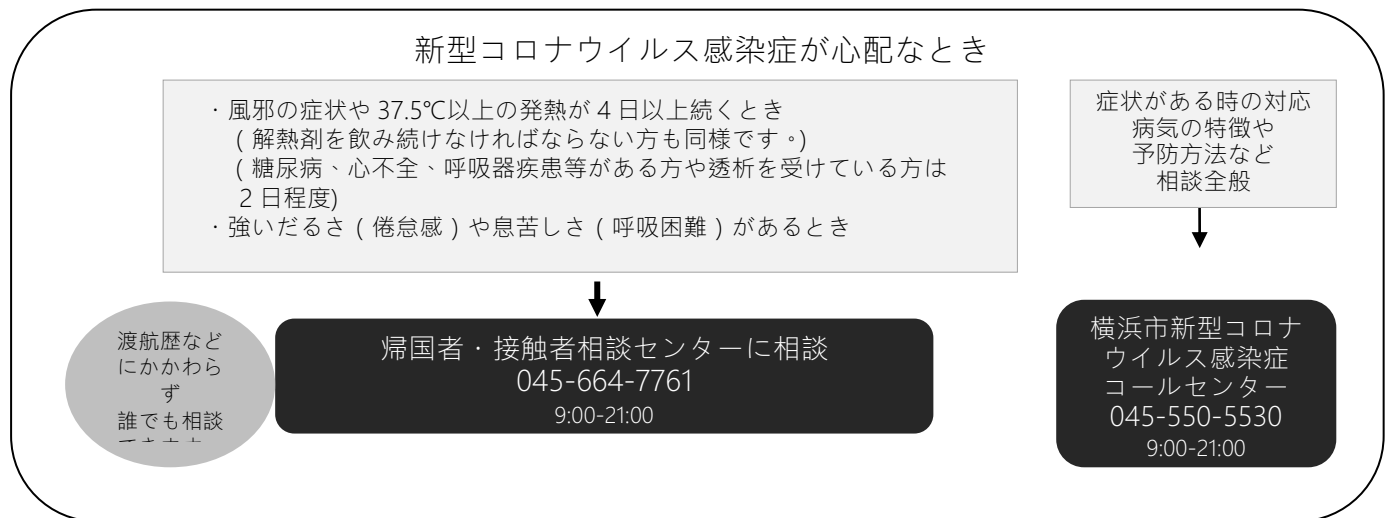 新型コロナウイルス感染症が心配なとき
・風邪の症状や 37.5℃以上の発熱が 4 日以上続くとき
( 解熱剤を飲み続けなければならない方も同様です。)
( 糖尿病、心不全、呼吸器疾患等がある方や透析を受けている方は
2 日程度)
・強いだるさ ( 倦怠感 ) や息苦しさ ( 呼吸困難 ) があるとき
症状がある時の対応
病気の特徴や
予防方法など
相談全般
渡航歴など
にかかわら
ず
誰でも相談
帰国者・接触者相談センターに相談
045-664-7761
9:00-21:00
横浜市新型コロナ
ウイルス感染症
コールセンター
045-550-5530
9:00-21:00